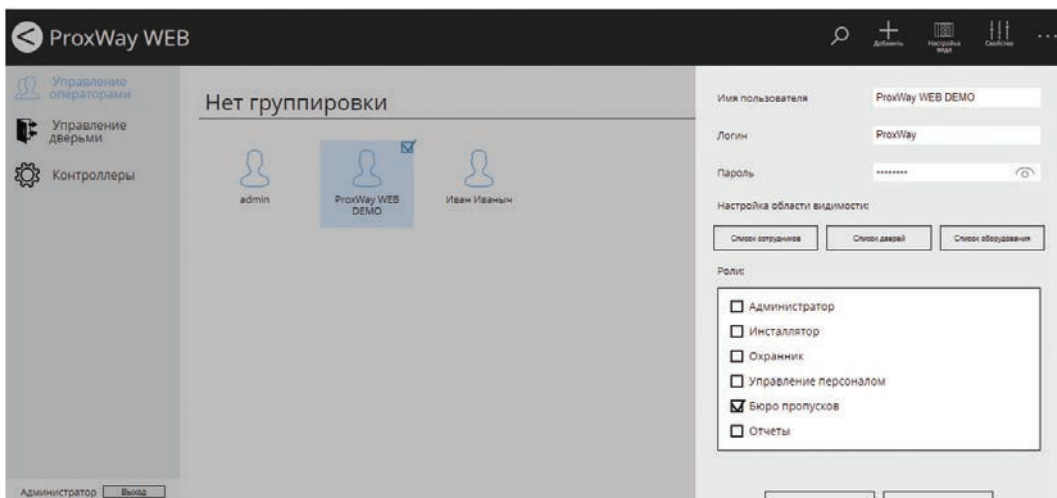 ProxWay WEB
Добавить
Настройка
вида
Свойства
Управление
операторами
Управление
дверьми
Контроллеры
Нет группировки
admin
ProxWay WEB
DEMO
Иван Иваныч
Имя пользователя
ProxWay WEB DEMO
Логин
ProxWay
Пароль
••••••••
Настройка области видимости:
Список сотрудников
Список дверей
Список оборудования
Роли:
Администратор
Инсталлятор
Охранник
Управление персоналом
Бюро пропусков
Отчеты
Администратор
Выход